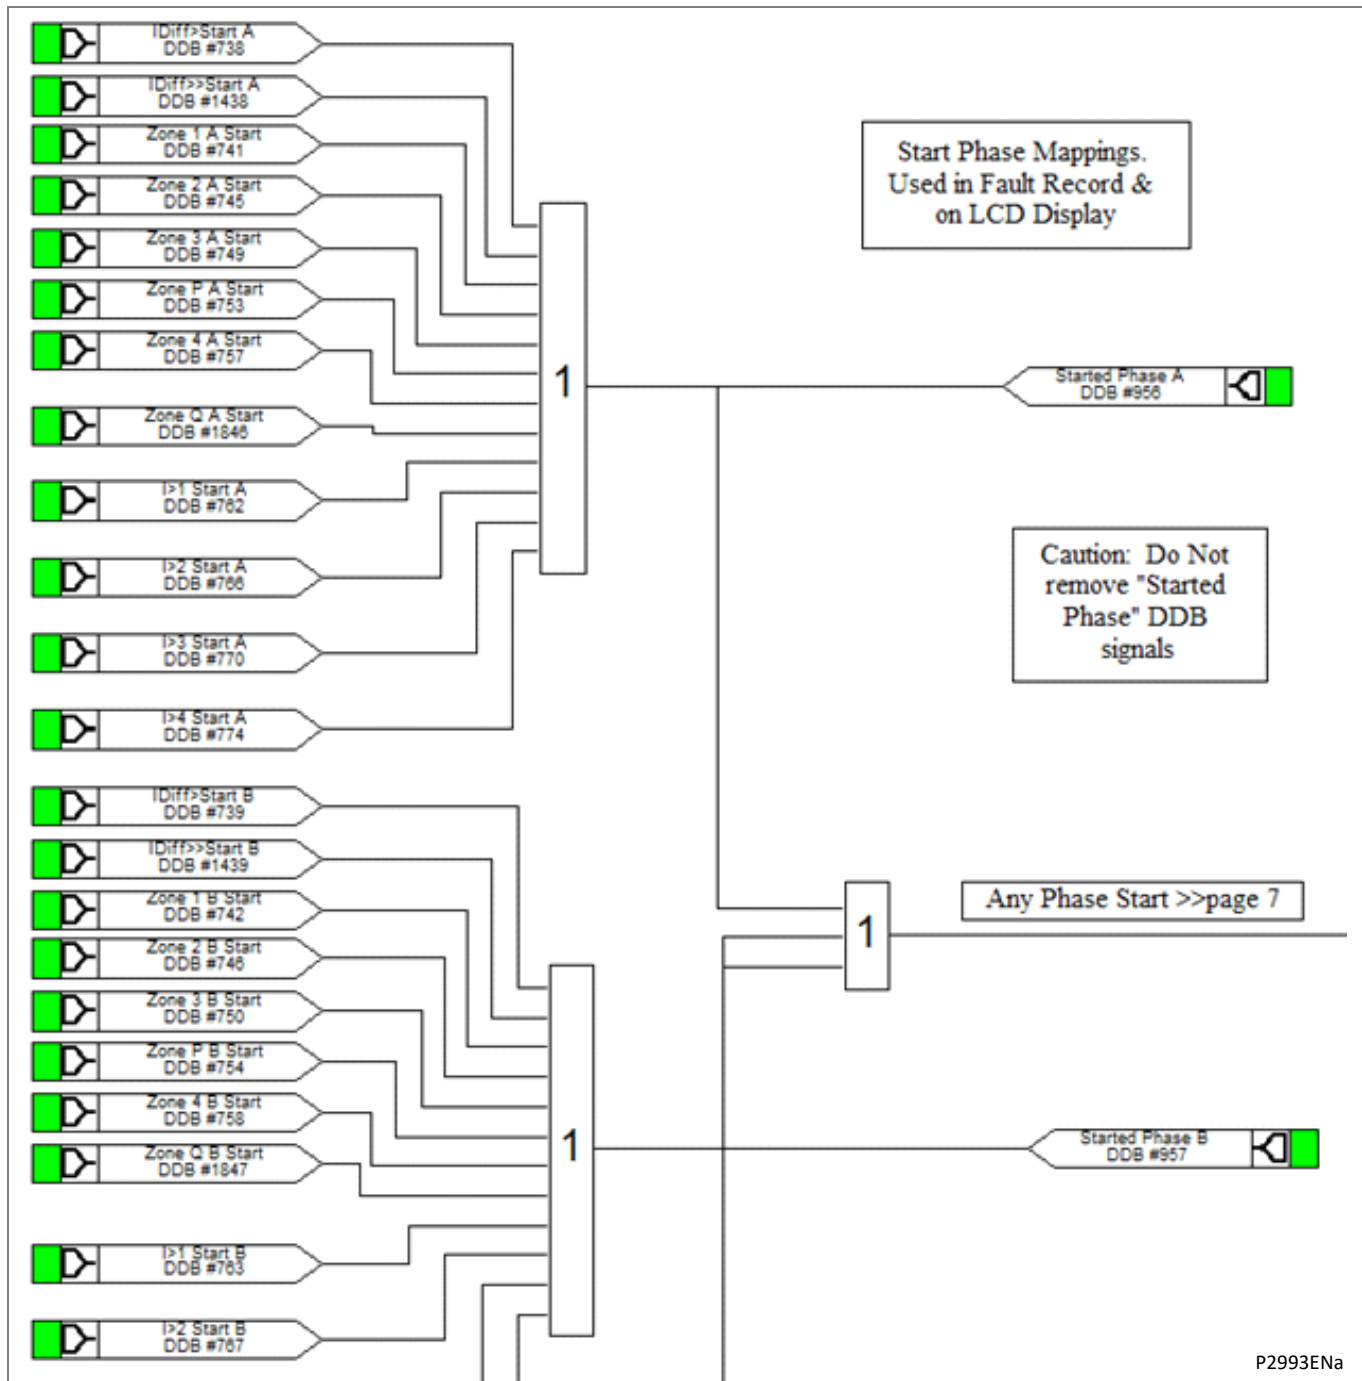 IDiff>Start A
DDB #738
IDiff>>Start A
DDB #1438
Zone 1 A Start
DDB #741
Zone 2 A Start
DDB #745
Zone 3 A Start
DDB #749
Zone P A Start
DDB #753
Zone 4 A Start
DDB #757
Zone Q A Start
DDB #1846
I>1 Start A
DDB #762
I>2 Start A
DDB #766
I>3 Start A
DDB #770
I>4 Start A
DDB #774
1
Start Phase Mappings.
Used in Fault Record &
on LCD Display
Started Phase A
DDB #956
Caution: Do Not
remove "Started
Phase" DDB
signals
IDiff>Start B
DDB #739
IDiff>>Start B
DDB #1439
Zone 1 B Start
DDB #742
Zone 2 B Start
DDB #746
Zone 3 B Start
DDB #750
Zone P B Start
DDB #754
Zone 4 B Start
DDB #758
Zone Q B Start
DDB #1847
I>1 Start B
DDB #763
I>2 Start B
DDB #767
1
1
Any Phase Start >>page 7
Started Phase B
DDB #957
P2993ENa